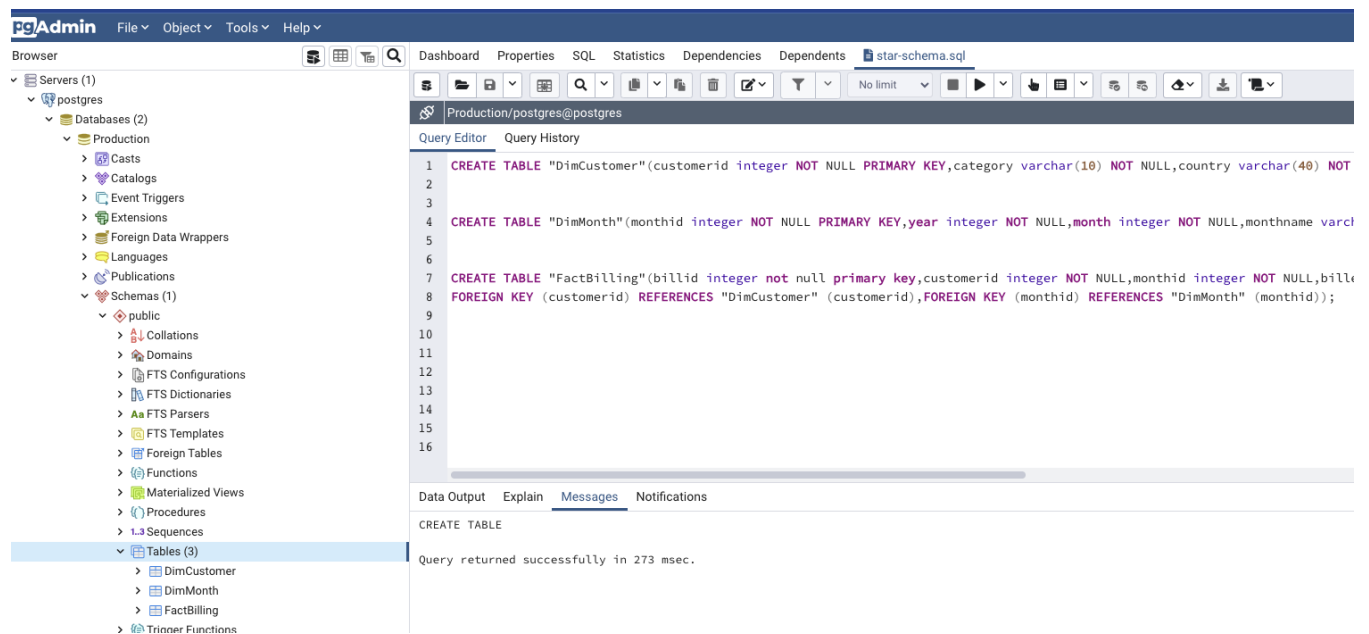 pgAdmin File Object Tools Help
Browser
Dashboard Properties SQL Statistics Dependencies Dependents star-schema.sql
No limit
Production/postgres@postgres
Query Editor Query History
Servers (1)
postgres
Databases (2)
Production
Casts
Catalogs
Event Triggers
Extensions
Foreign Data Wrappers
Languages
Publications
Schemas (1)
public
Collations
Domains
FTS Configurations
FTS Dictionaries
Aa FTS Parsers
FTS Templates
Foreign Tables
Functions
Materialized Views
Procedures
1..3 Sequences
Tables (3)
DimCustomer
DimMonth
FactBilling
Trigger Functions
1 CREATE TABLE "DimCustomer"(customerid integer NOT NULL PRIMARY KEY,category varchar(10) NOT NULL,country varchar(40) NOT
2
3
4 CREATE TABLE "DimMonth"(monthid integer NOT NULL PRIMARY KEY,year integer NOT NULL,month integer NOT NULL,monthname varch
5
6
7 CREATE TABLE "FactBilling"(billid integer not null primary key,customerid integer NOT NULL,monthid integer NOT NULL,bille
8 FOREIGN KEY (customerid) REFERENCES "DimCustomer" (customerid),FOREIGN KEY (monthid) REFERENCES "DimMonth" (monthid));
9
10
11
12
13
14
15
16
Data Output Explain Messages Notifications
CREATE TABLE
Query returned successfully in 273 msec.